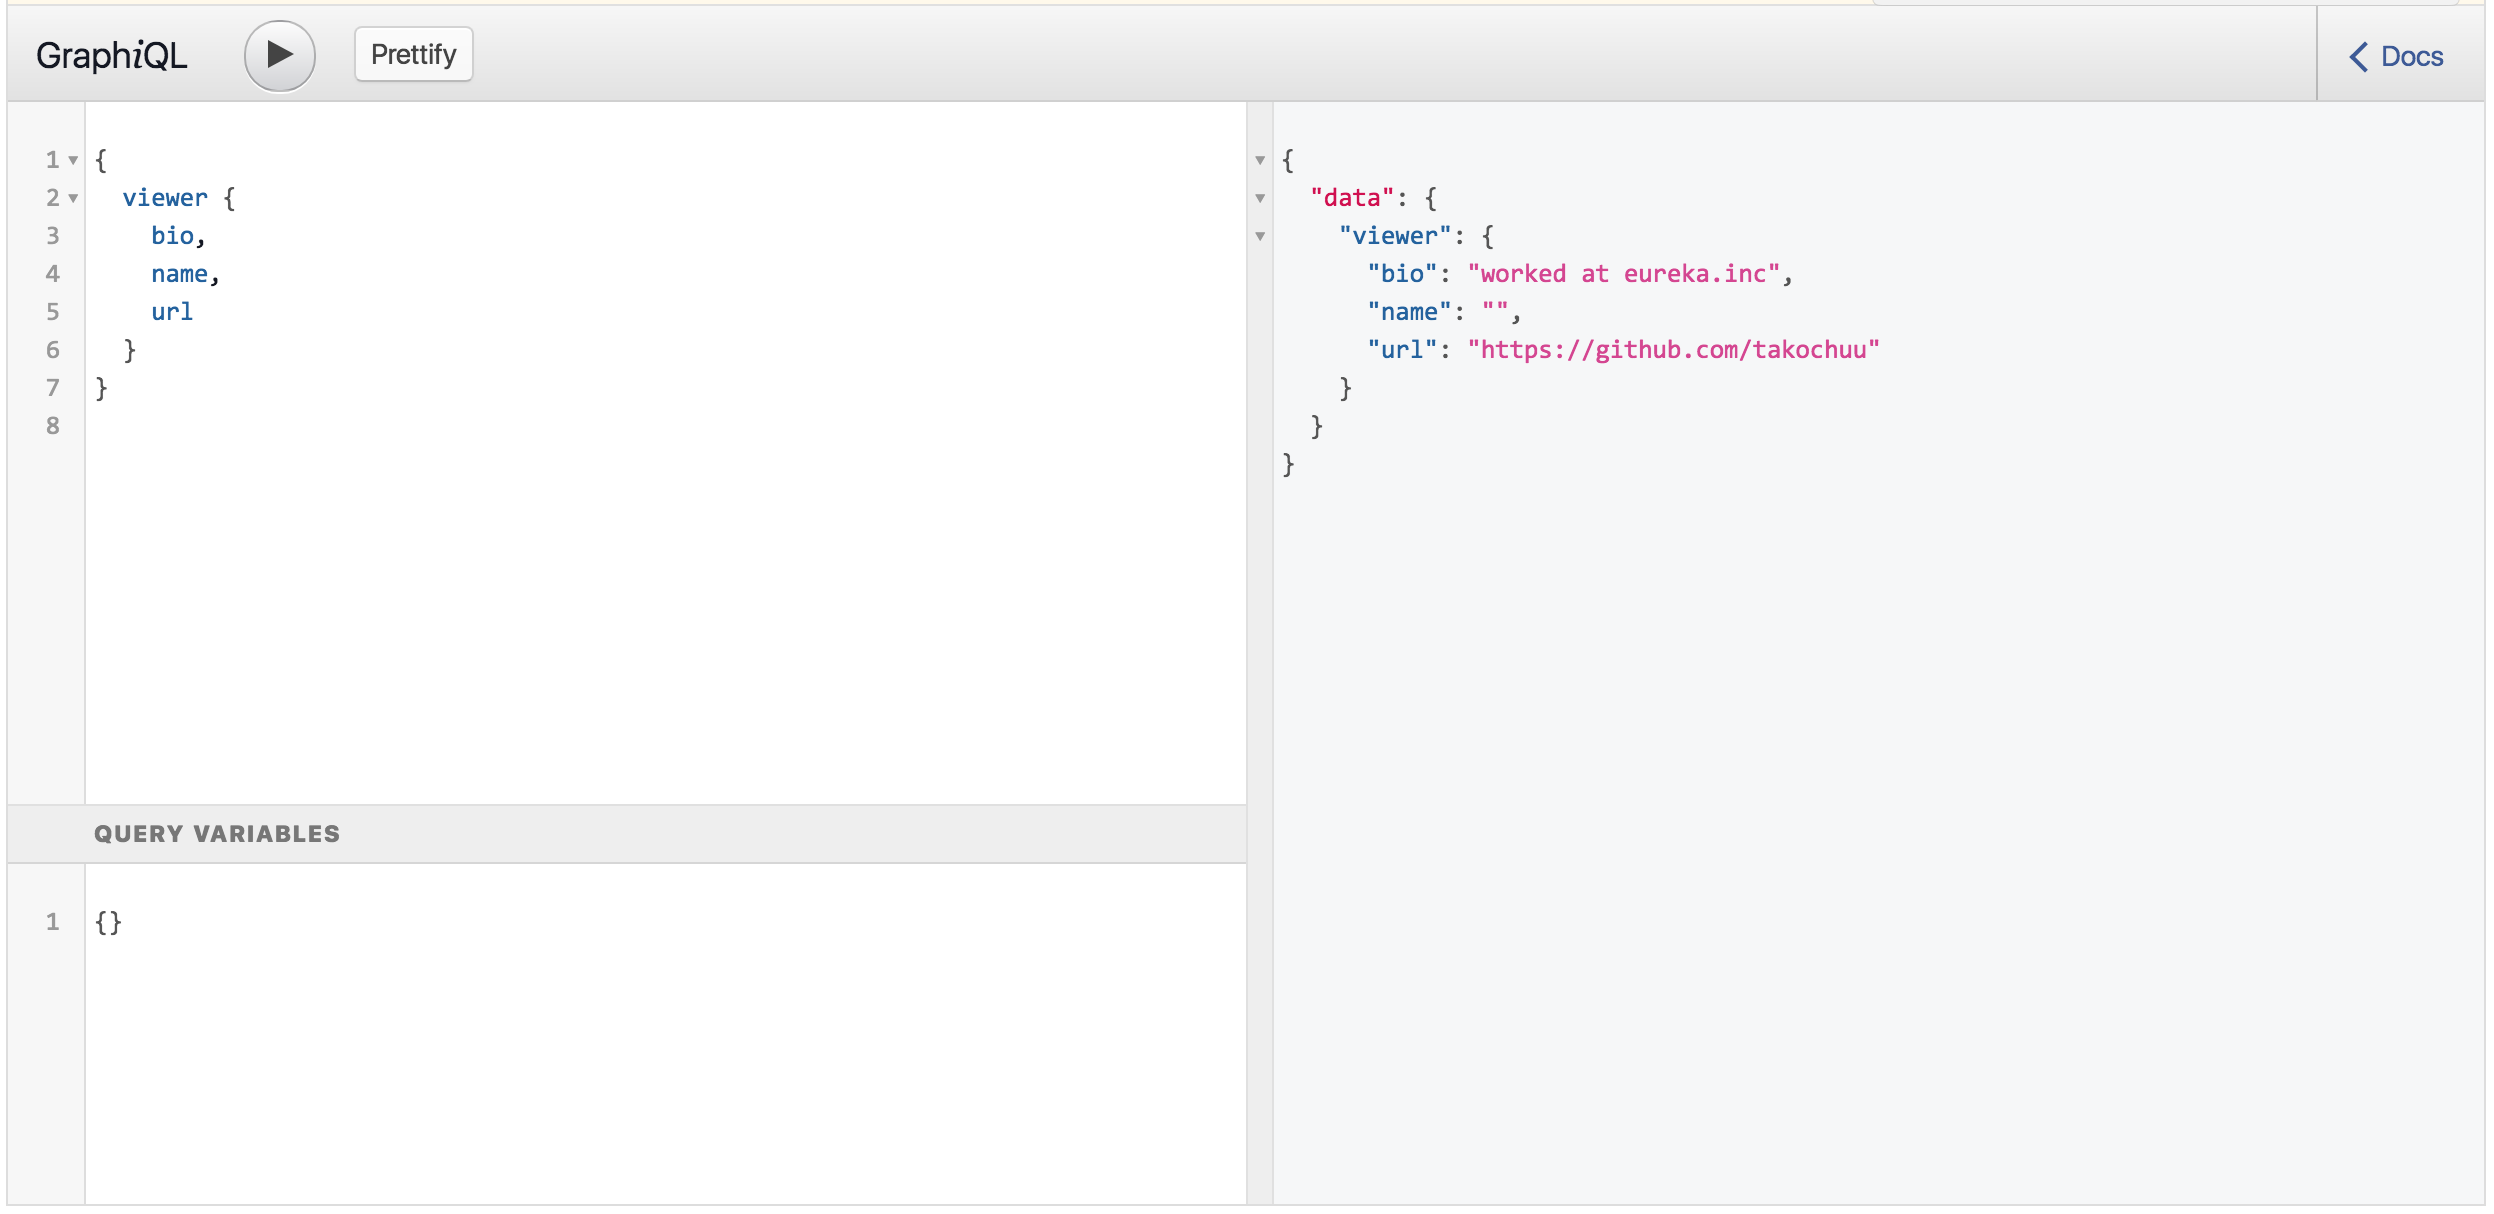 GraphiQL
Prettify
Docs
1 {
2 viewer {
3 bio,
4 name,
5 url
6 }
7 }
8
{
"data": {
"viewer": {
"bio": "worked at eureka.inc",
"name": "",
"url": "https://github.com/takochuu"
}
}
}
QUERY VARIABLES
1 {}